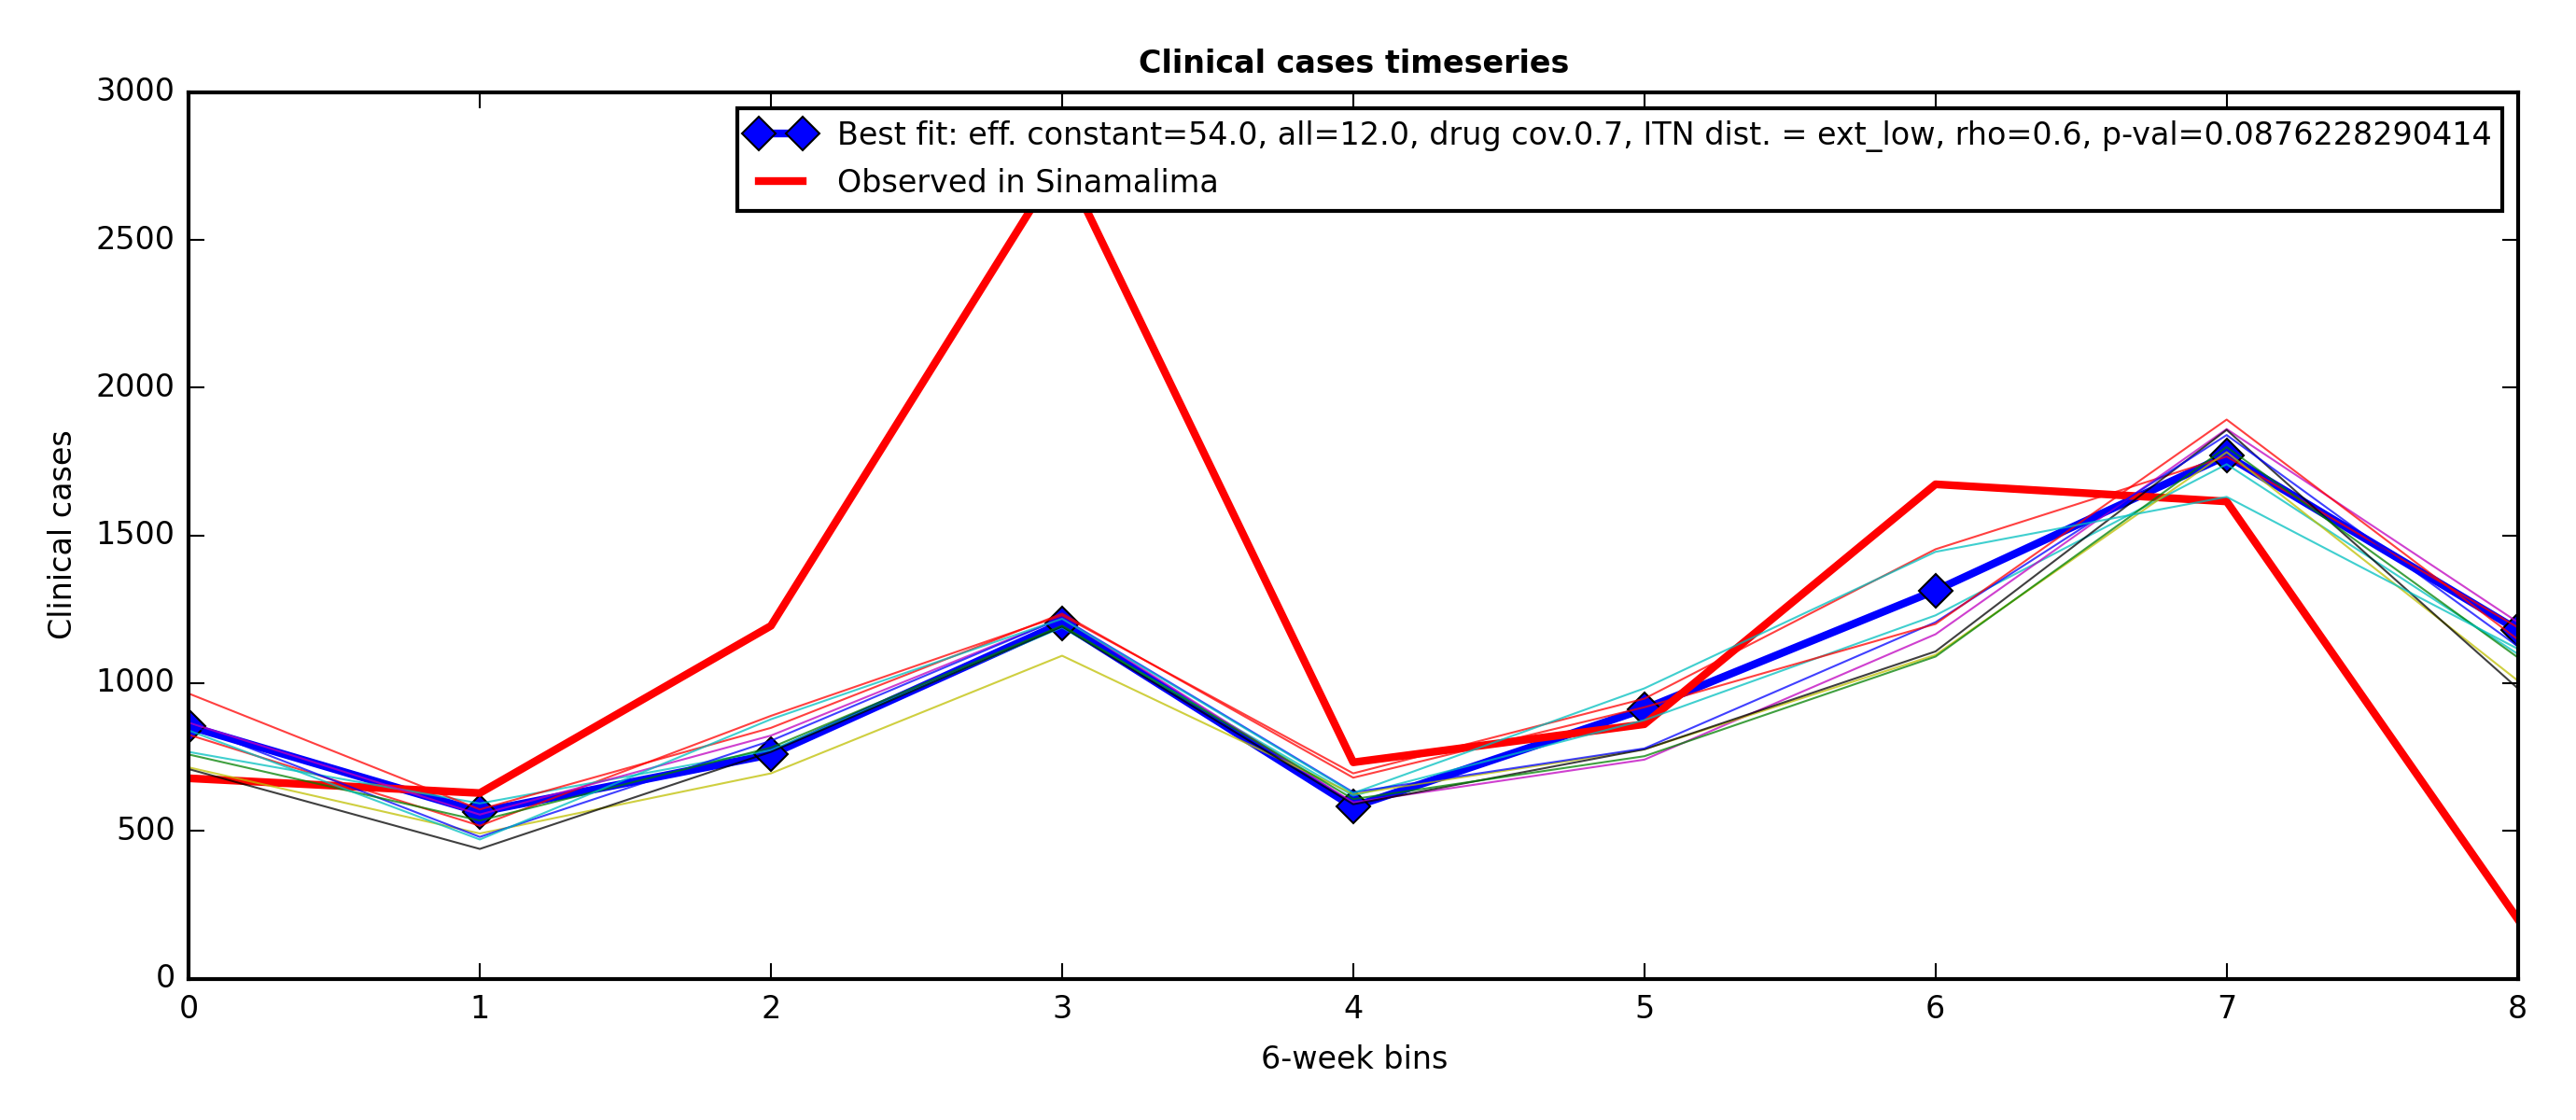 Clinical cases timeseries
3000
2500
2000
1500
1000
500
0
Clinical cases
Best fit: eff. constant=54.0, all=12.0, drug cov.0.7, ITN dist. = ext_low, rho=0.6, p-val=0.0876228290414
Observed in Sinamalima
0 1 2 3 4 5 6 7 8
6-week bins